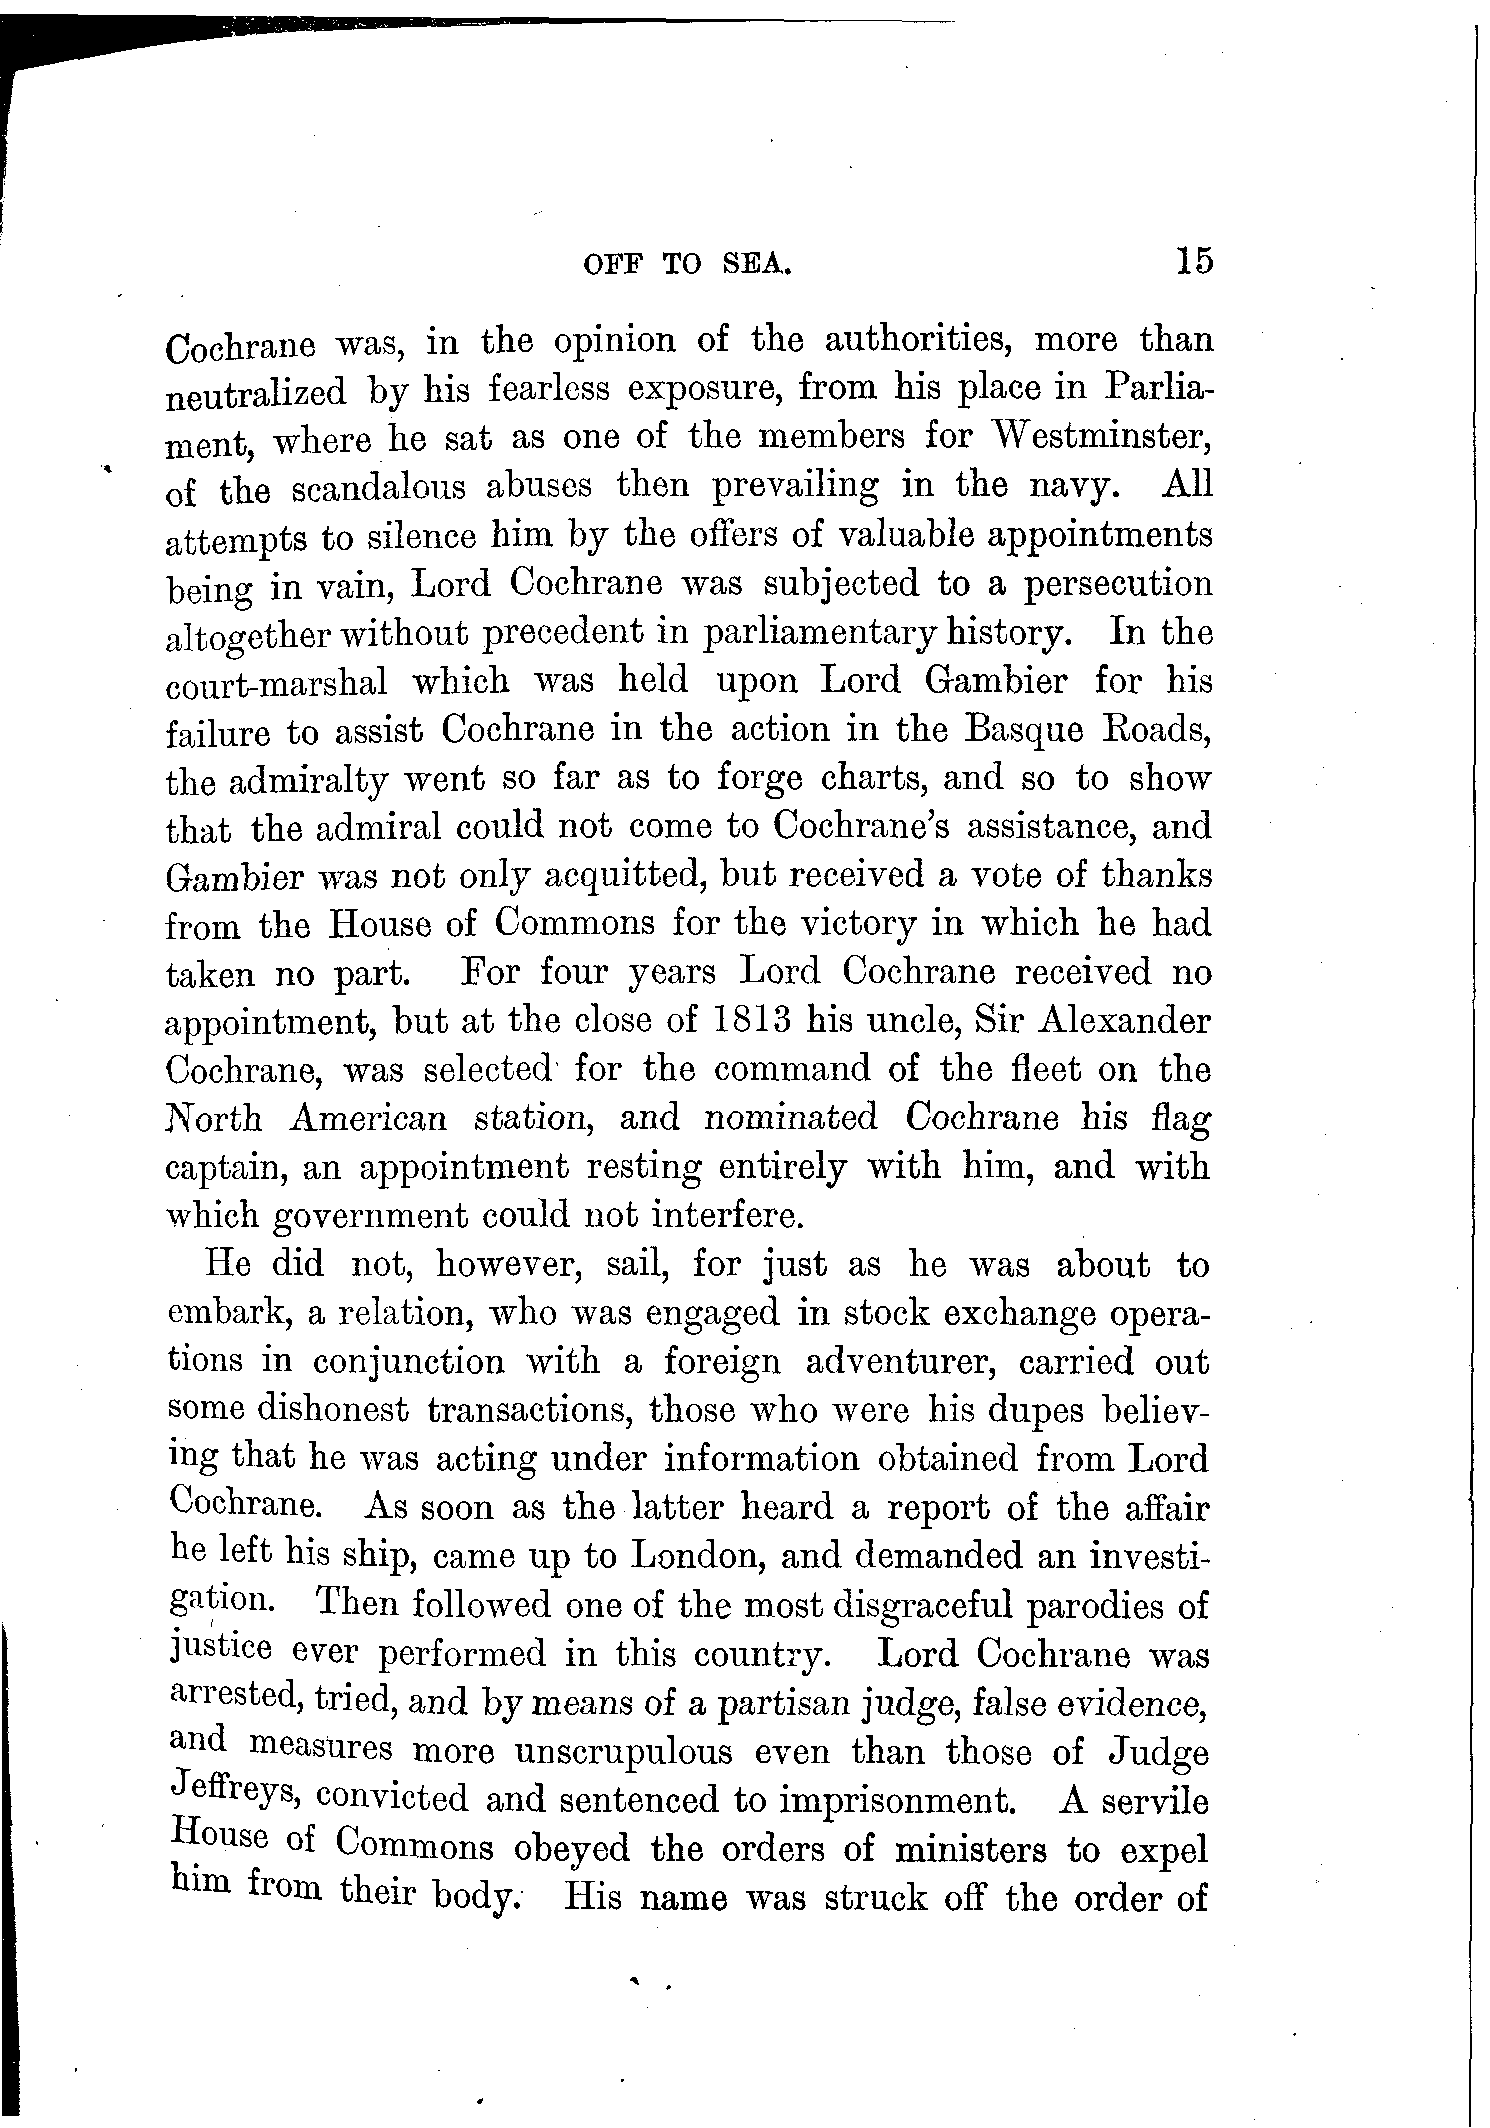 OFF TO SEA. 15
Cochrane was, in the opinion of the authorities, more than
neutralized by his fearless exposure, from his place in Parlia-
ment, where he sat as one of the members for Westminster,
of the scandalous abuses then prevailing in the navy. All
attempts to silence him by the offers of valuable appointments
being in vain, Lord Cochrane was subjected to a persecution
altogether without precedent in parliamentary history. In the
court-marshal which was held upon Lord Gambier for his
failure to assist Cochrane in the action in the Basque Roads,
the admiralty went so far as to forge charts, and so to show
that the admiral could not come to Cochrane's assistance, and
Gambier was not only acquitted, but received a vote of thanks
from the House of Commons for the victory in which he had
taken no part. For four years Lord Cochrane received no
appointment, but at the close of 1813 his uncle, Sir Alexander
Cochrane, was selected for the command of the fleet on the
North American station, and nominated Cochrane his flag
captain, an appointment resting entirely with him, and with
which government could not interfere.
He did not, however, sail, for just as he was about to
embark, a relation, who was engaged in stock exchange opera-
tions in conjunction with a foreign adventurer, carried out
some dishonest transactions, those who were his dupes believ-
ing that he was acting under information obtained from Lord
Cochrane. As soon as the latter heard a report of the affair
he left his ship, came up to London, and demanded an investi-
gation. Then followed one of the most disgraceful parodies of
justice ever performed in this country. Lord Cochrane was
arrested, tried, and by means of a partisan judge, false evidence,
and measures more unscrupulous even than those of Judge
Jeffreys, convicted and sentenced to imprisonment. A servile
House of Commons obeyed the orders of ministers to expel
him from their body. His name was struck off the order of